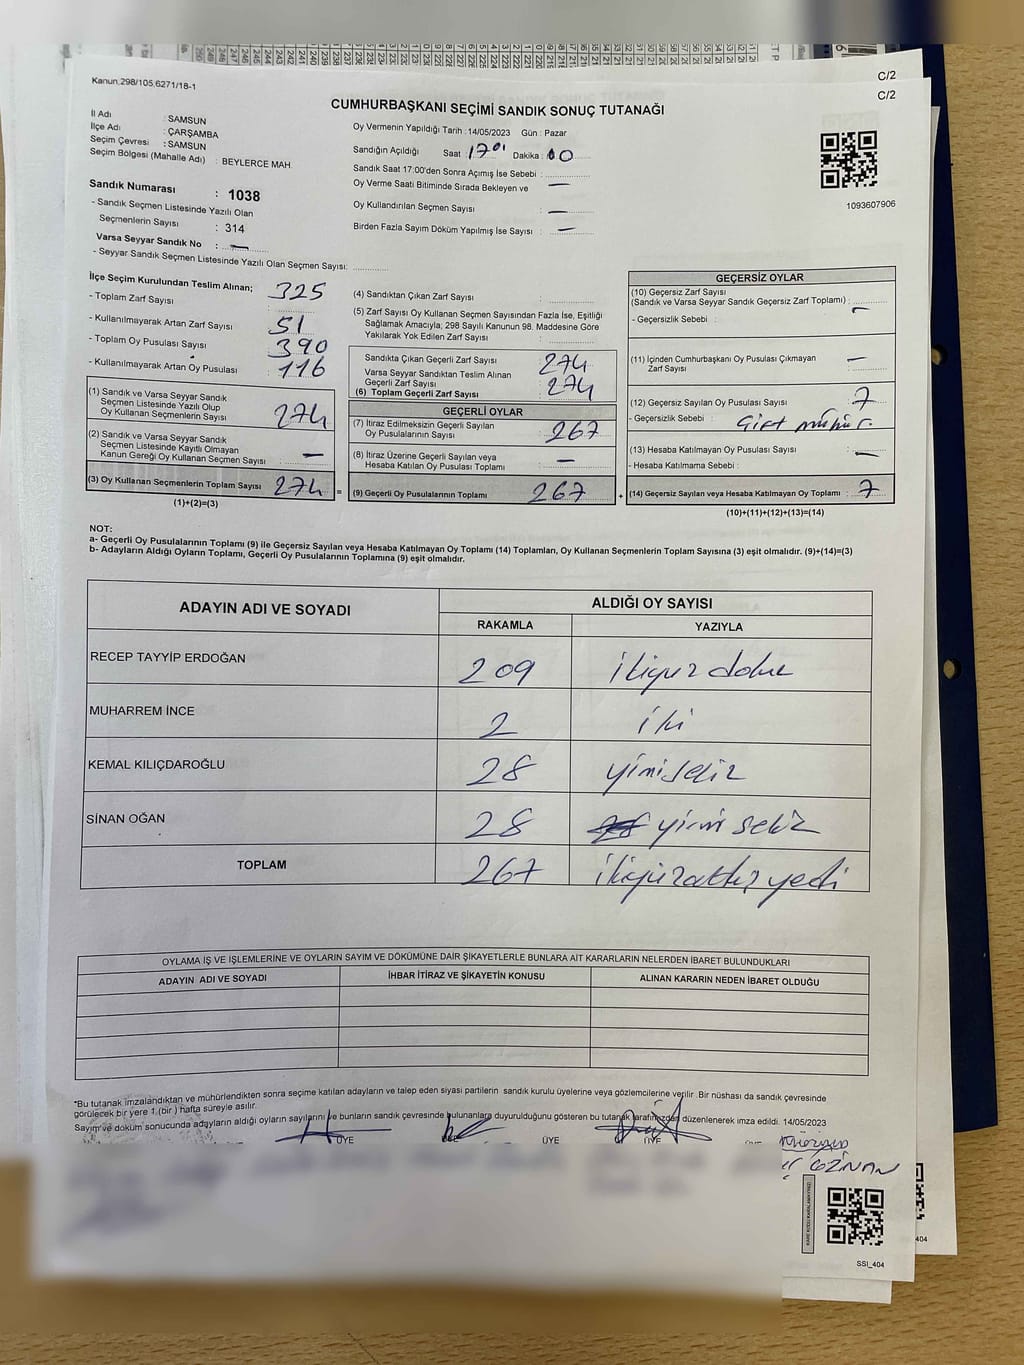 Kanun.298/105.6271/18-1
C/2
C/2
CUMHURBAŞKANI SEÇİMİ SANDIK SONUÇ TUTANAĞI
İl Adı : SAMSUN
İlçe Adı : ÇARŞAMBA
Seçim Çevresi : SAMSUN
Seçim Bölgesi (Mahalle Adı) : BEYLERCE MAH.
Sandık Numarası : 1038
- Sandık Seçmen Listesinde Yazılı Olan
Seçmenlerin Sayısı : 314
Varsa Seyyar Sandık No : —
- Seyyar Sandık Seçmen Listesinde Yazılı Olan Seçmen Sayısı:
Oy Vermenin Yapıldığı Tarih : 14/05/2023 Gün : Pazar
Sandığın Açıldığı Saat : 17 Dakika : 00
Sandık Saat 17:00'den Sonra Açımış İse Sebebi :
Oy Verme Saati Bitiminde Sırada Bekleyen ve —
Oy Kullandırılan Seçmen Sayısı : —
Birden Fazla Sayım Döküm Yapılmış İse Sayısı : —
1093607906
İlçe Seçim Kurulundan Teslim Alınan;
- Toplam Zarf Sayısı : 325
- Kullanılmayarak Artan Zarf Sayısı : 51
- Toplam Oy Pusulası Sayısı : 390
- Kullanılmayarak Artan Oy Pusulası : 116
(1) Sandık ve Varsa Seyyar Sandık
Seçmen Listesinde Yazılı Olup
Oy Kullanan Seçmenlerin Sayısı : 274
(2) Sandık ve Varsa Seyyar Sandık
Seçmen Listesinde Kayıtlı Olmayan
Kanun Gereği Oy Kullanan Seçmen Sayısı : —
(3) Oy Kullanan Seçmenlerin Toplam Sayısı : 274 =
(1)+(2)=(3)
(4) Sandıktan Çıkan Zarf Sayısı :
(5) Zarf Sayısı Oy Kullanan Seçmen Sayısından Fazla İse, Eşitliği
Sağlamak Amacıyla; 298 Sayılı Kanunun 98. Maddesine Göre
Yakılarak Yok Edilen Zarf Sayısı :
Sandıkta Çıkan Geçerli Zarf Sayısı : 274
Varsa Seyyar Sandıktan Teslim Alınan
Geçerli Zarf Sayısı
(6) Toplam Geçerli Zarf Sayısı : 274
GEÇERLİ OYLAR
(7) İtiraz Edilmeksizin Geçerli Sayılan
Oy Pusulalarının Sayısı : 267
(8) İtiraz Üzerine Geçerli Sayılan veya
Hesaba Katılan Oy Pusulası Toplamı : —
(9) Geçerli Oy Pusulalarının Toplamı : 267 +
GEÇERSİZ OYLAR
(10) Geçersiz Zarf Sayısı
(Sandık ve Varsa Seyyar Sandık Geçersiz Zarf Toplamı) :
- Geçersizlik Sebebi : —
(11) İçinden Cumhurbaşkanı Oy Pusulası Çıkmayan
Zarf Sayısı : —
(12) Geçersiz Sayılan Oy Pusulası Sayısı : 7
- Geçersizlik Sebebi : Çift mühür
(13) Hesaba Katılmayan Oy Pusulası Sayısı : —
- Hesaba Katılmama Sebebi :
(14) Geçersiz Sayılan veya Hesaba Katılmayan Oy Toplamı : 7
(10)+(11)+(12)+(13)=(14)
NOT:
a- Geçerli Oy Pusulalarının Toplamı (9) ile Geçersiz Sayılan veya Hesaba Katılmayan Oy Toplamı (14) Toplamları, Oy Kullanan Seçmenlerin Toplam Sayısına (3) eşit olmalıdır. (9)+(14)=(3)
b- Adayların Aldığı Oyların Toplamı, Geçerli Oy Pusulalarının Toplamına (9) eşit olmalıdır.
ADAYIN ADI VE SOYADI ALDIĞI OY SAYISI
RAKAMLA YAZIYLA
RECEP TAYYİP ERDOĞAN 209 ikiyüz dokuz
MUHARREM İNCE 2 iki
KEMAL KILIÇDAROĞLU 28 yimisekiz
SİNAN OĞAN 28 yirmi sekiz
TOPLAM 267 ikiyüzaltmış yedi
OYLAMA İŞ VE İŞLEMLERİNE VE OYLARIN SAYIM VE DÖKÜMÜNE DAİR ŞİKAYETLERLE BUNLARA AİT KARARLARIN NELERDEN İBARET BULUNDUKLARI
ADAYIN ADI VE SOYADI İHBAR İTİRAZ VE ŞİKAYETİN KONUSU ALINAN KARARIN NEDEN İBARET OLDUĞU
"Bu tutanak imzalandıktan ve mühürlendikten sonra seçime katılan adayların ve talep eden siyasi partilerin sandık kurulu üyelerine veya gözlemcilerine verilir. Bir nüshası da sandık çevresinde
görülecek bir yere 1 (bir) hafta süreyle asılır.
Sayım ve döküm sonucunda adayların aldığı oyların sayılarını ve bunların sandık çevresinde bulunanlara duyurulduğunu gösteren bu tutanak tarafımızdan düzenlenerek imza edildi. 14/05/2023
ÜYE ÜYE ÜYE
SSI_404
404